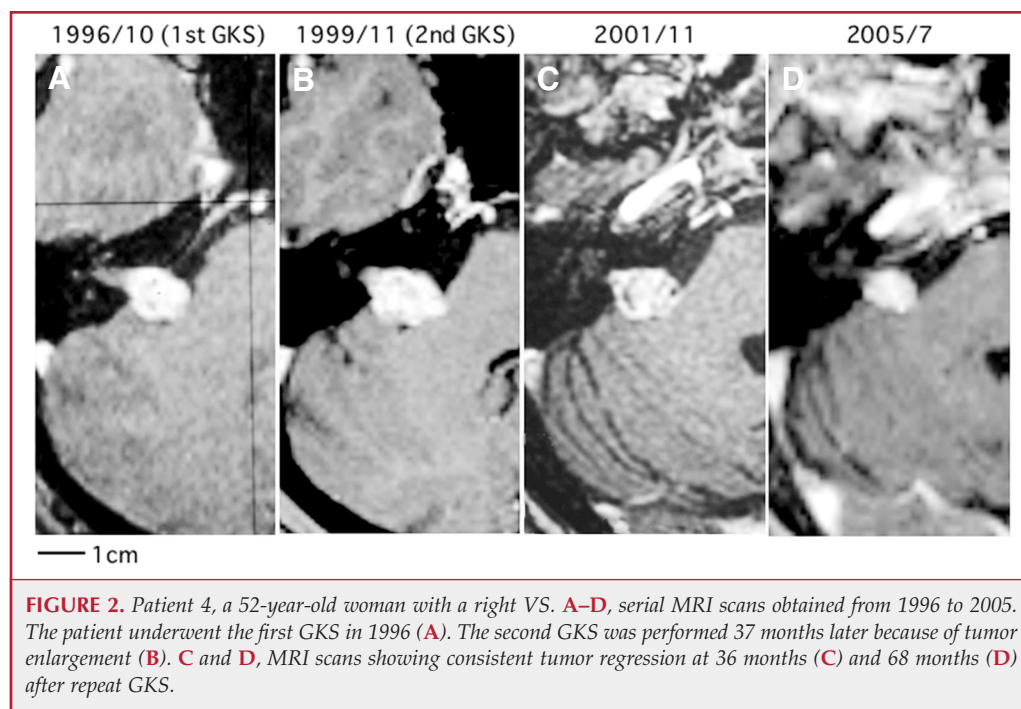 1996/10 (1st GKS) 1999/11 (2nd GKS) 2001/11 2005/7
A B C D
1cm
FIGURE 2. Patient 4, a 52-year-old woman with a right VS. A–D, serial MRI scans obtained from 1996 to 2005.
The patient underwent the first GKS in 1996 (A). The second GKS was performed 37 months later because of tumor
enlargement (B). C and D, MRI scans showing consistent tumor regression at 36 months (C) and 68 months (D)
after repeat GKS.